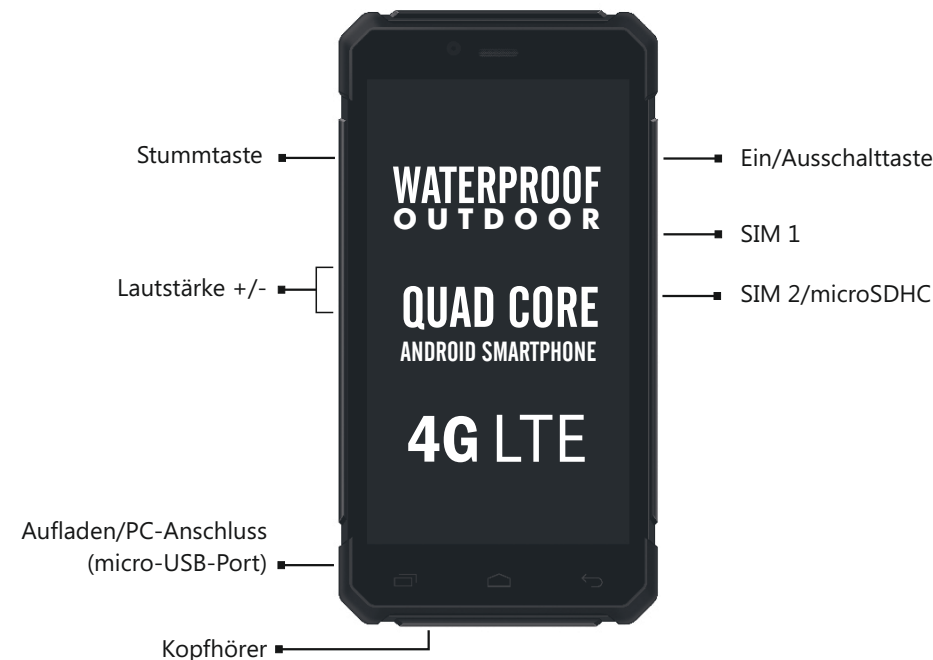 Stummtaste
Ein/Ausschalttaste
WATERPROOF
OUTDOOR
SIM 1
Lautstärke +/-
SIM 2/microSDHC
QUAD CORE
ANDROID SMARTPHONE
4G LTE
Aufladen/PC-Anschluss
(micro-USB-Port)
Kopfhörer